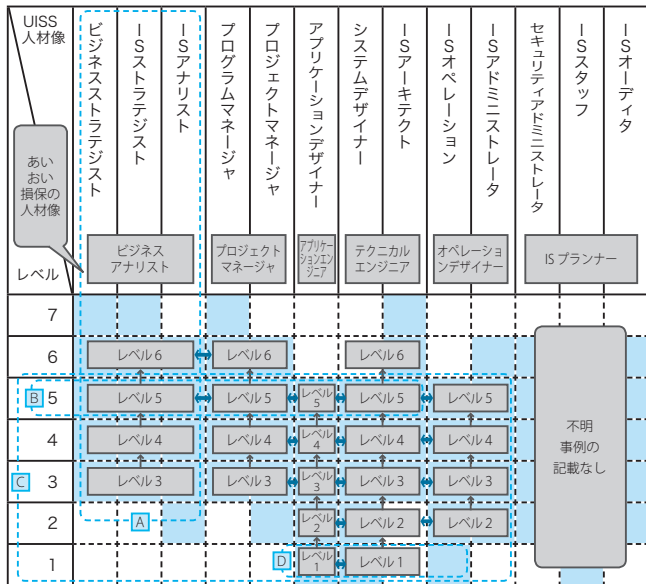 UISS
人材像
ビジネスストラテジスト
ISストラテジスト
ISアナリスト
プログラムマネージャ
プロジェクトマネージャ
アプリケーションデザイナー
システムデザイナー
ISアーキテクト
ISオペレーション
ISアドミニストレータ
セキュリティアドミニストレータ
ISスタッフ
ISオーディタ
あい
おい
損保の
人材像
レベル
ビジネス
アナリスト
プロジェクト
マネージャ
アプリケー
ションエン
ジニア
テクニカル
エンジニア
オペレーショ
ンデザイナー
IS プランナー
7
6
レベル6
レベル6
レベル6
B
5
レベル5
レベル5
レベル
5
レベル5
レベル5
4
レベル4
レベル4
レベル
4
レベル4
レベル4
不明
事例の
記載なし
C
3
レベル3
レベル3
レベル
3
レベル3
レベル3
2
A
レベル
2
レベル2
レベル2
1
D
レベル
1
レベル1